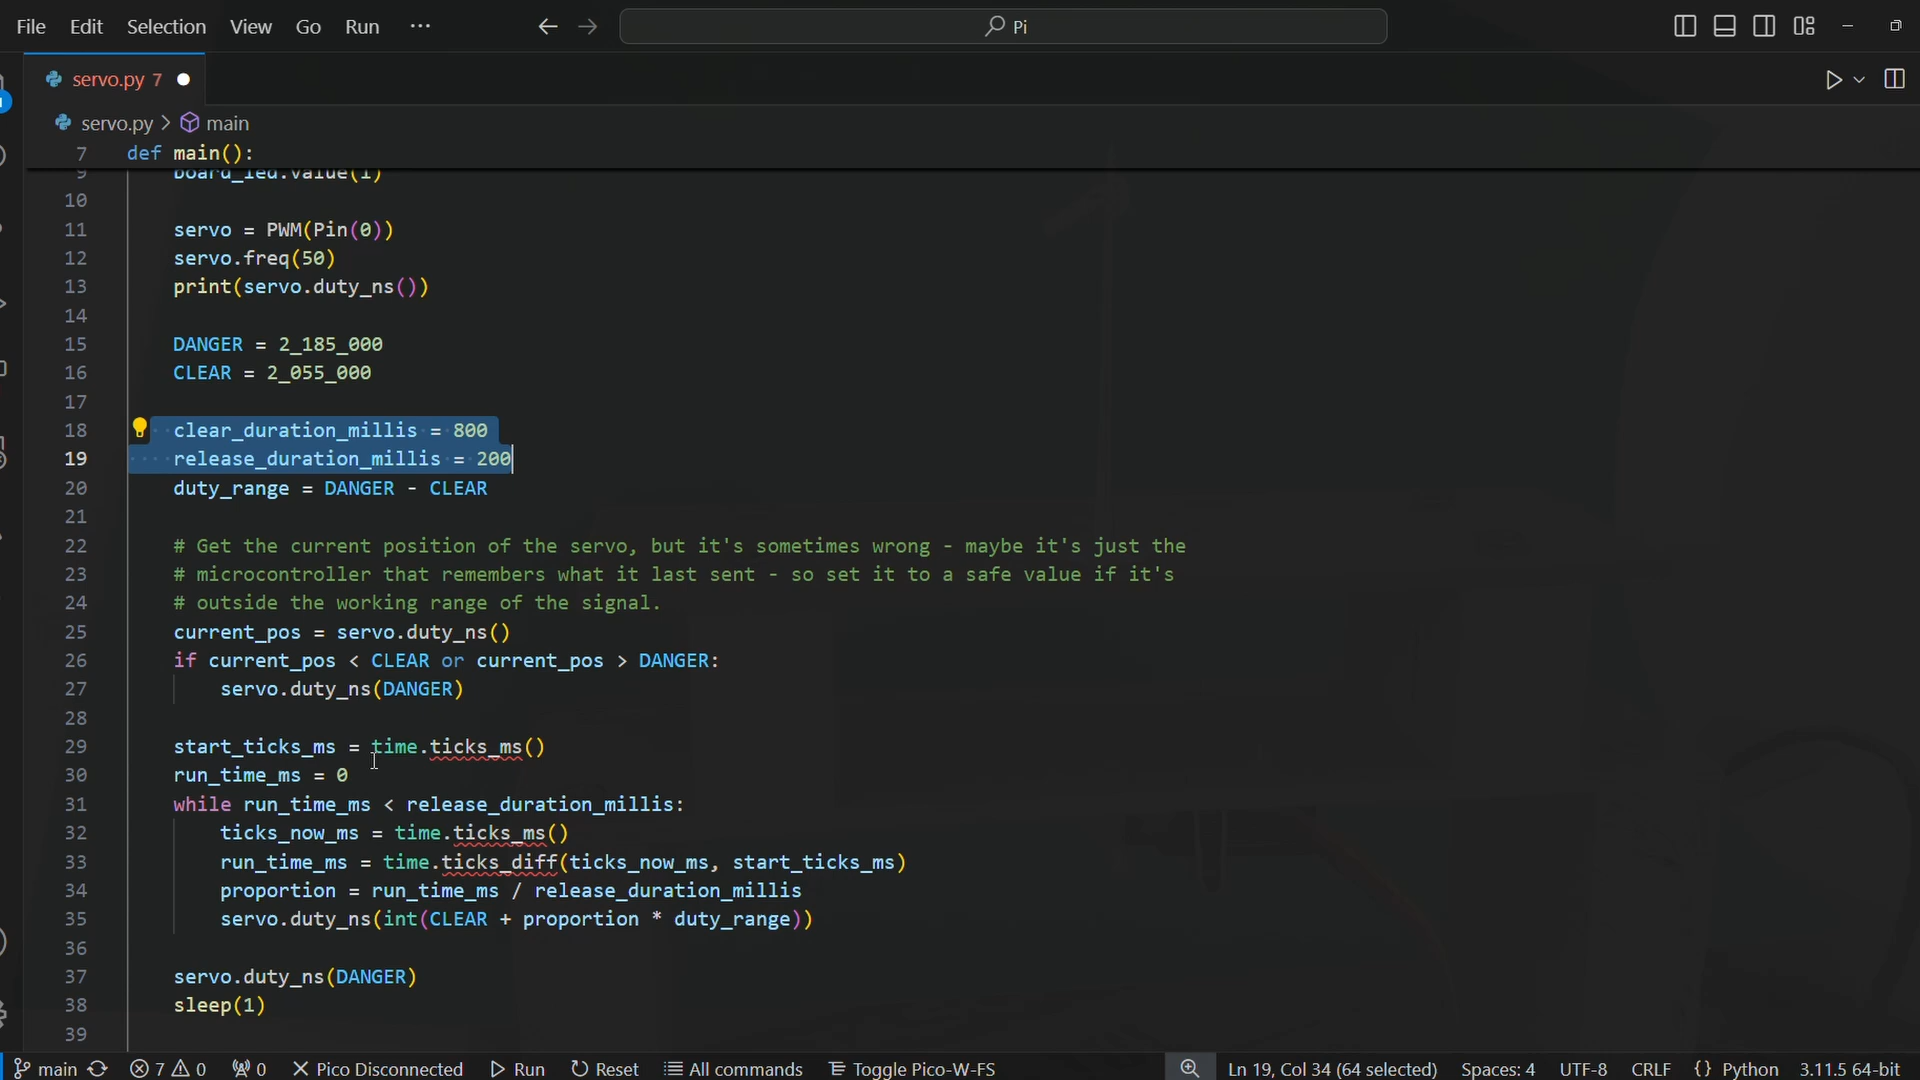 File Edit Selection View Go Run ··· Pi
servo.py 7
servo.py > main
7 def main():
9 board_led.value(1)
10
11 servo = PWM(Pin(0))
12 servo.freq(50)
13 print(servo.duty_ns())
14
15 DANGER = 2_185_000
16 CLEAR = 2_055_000
17
18 clear_duration_millis = 800
19 release_duration_millis = 200
20 duty_range = DANGER - CLEAR
21
22 # Get the current position of the servo, but it's sometimes wrong - maybe it's just the
23 # microcontroller that remembers what it last sent - so set it to a safe value if it's
24 # outside the working range of the signal.
25 current_pos = servo.duty_ns()
26 if current_pos < CLEAR or current_pos > DANGER:
27 servo.duty_ns(DANGER)
28
29 start_ticks_ms = time.ticks_ms()
30 run_time_ms = 0
31 while run_time_ms < release_duration_millis:
32 ticks_now_ms = time.ticks_ms()
33 run_time_ms = time.ticks_diff(ticks_now_ms, start_ticks_ms)
34 proportion = run_time_ms / release_duration_millis
35 servo.duty_ns(int(CLEAR + proportion * duty_range))
36
37 servo.duty_ns(DANGER)
38 sleep(1)
39
main 7 0 0 Pico Disconnected Run Reset All commands Toggle Pico-W-FS Ln 19, Col 34 (64 selected) Spaces: 4 UTF-8 CRLF {} Python 3.11.5 64-bit